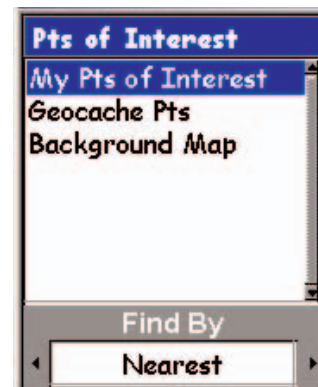 Pts of Interest
My Pts of Interest
Geocache Pts
Background Map
Find By
Nearest